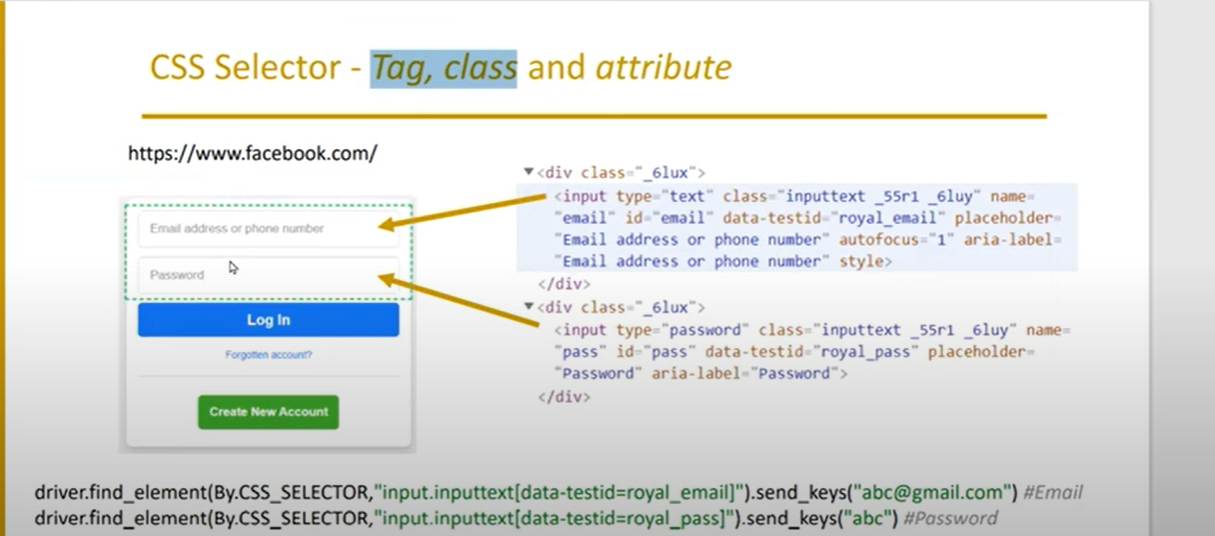 CSS Selector - Tag, class and attribute
https://www.facebook.com/
Email address or phone number
Password
Log In
Forgotten account?
Create New Account
▼<div class="_6lux">
<input type="text" class="inputtext _55r1 _6luy" name=
"email" id="email" data-testid="royal_email" placeholder=
"Email address or phone number" autofocus="1" aria-label=
"Email address or phone number" style>
</div>
▼<div class="_6lux">
<input type="password" class="inputtext _55r1 _6luy" name=
"pass" id="pass" data-testid="royal_pass" placeholder=
"Password" aria-label="Password">
</div>
driver.find_element(By.CSS_SELECTOR,"input.inputtext[data-testid=royal_email]").send_keys("abc@gmail.com") #Email
driver.find_element(By.CSS_SELECTOR,"input.inputtext[data-testid=royal_pass]").send_keys("abc") #Password